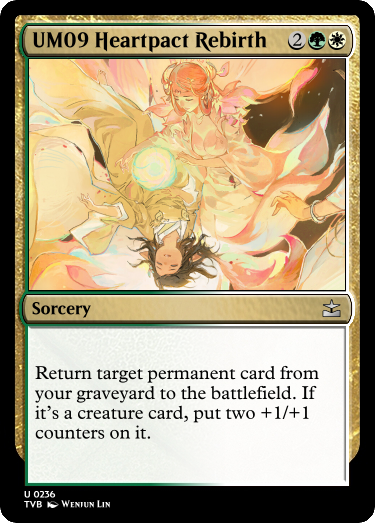 UM09 Heartpact Rebirth 2
Sorcery
Return target permanent card from
your graveyard to the battlefield. If
it's a creature card, put two +1/+1
counters on it.
U 0236
TVB Wenjun Lin